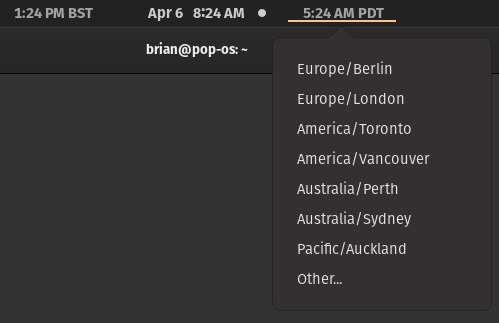 1:24 PM BST Apr 6 8:24 AM 5:24 AM PDT
brian@pop-os: ~
Europe/Berlin
Europe/London
America/Toronto
America/Vancouver
Australia/Perth
Australia/Sydney
Pacific/Auckland
Other...